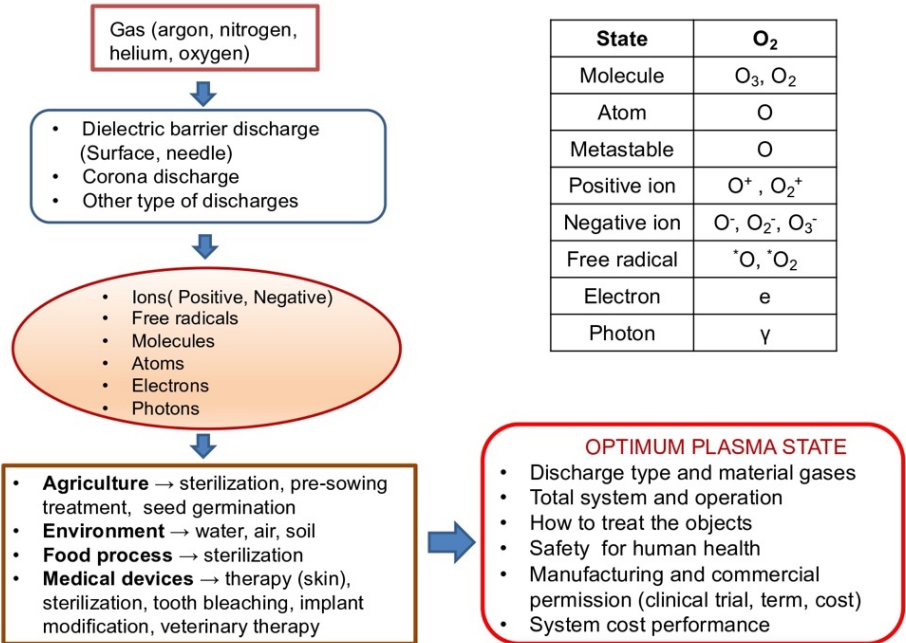 Gas (argon, nitrogen,
helium, oxygen)
• Dielectric barrier discharge
(Surface, needle)
• Corona discharge
• Other type of discharges
• Ions( Positive, Negative)
• Free radicals
• Molecules
• Atoms
• Electrons
• Photons
• Agriculture → sterilization, pre-sowing
treatment, seed germination
• Environment → water, air, soil
• Food process → sterilization
• Medical devices → therapy (skin),
sterilization, tooth bleaching, implant
modification, veterinary therapy
State O₂
Molecule O₃, O₂
Atom O
Metastable O
Positive ion O⁺ , O₂⁺
Negative ion O⁻, O₂⁻, O₃⁻
Free radical *O, *O₂
Electron e
Photon γ
OPTIMUM PLASMA STATE
• Discharge type and material gases
• Total system and operation
• How to treat the objects
• Safety for human health
• Manufacturing and commercial
permission (clinical trial, term, cost)
• System cost performance